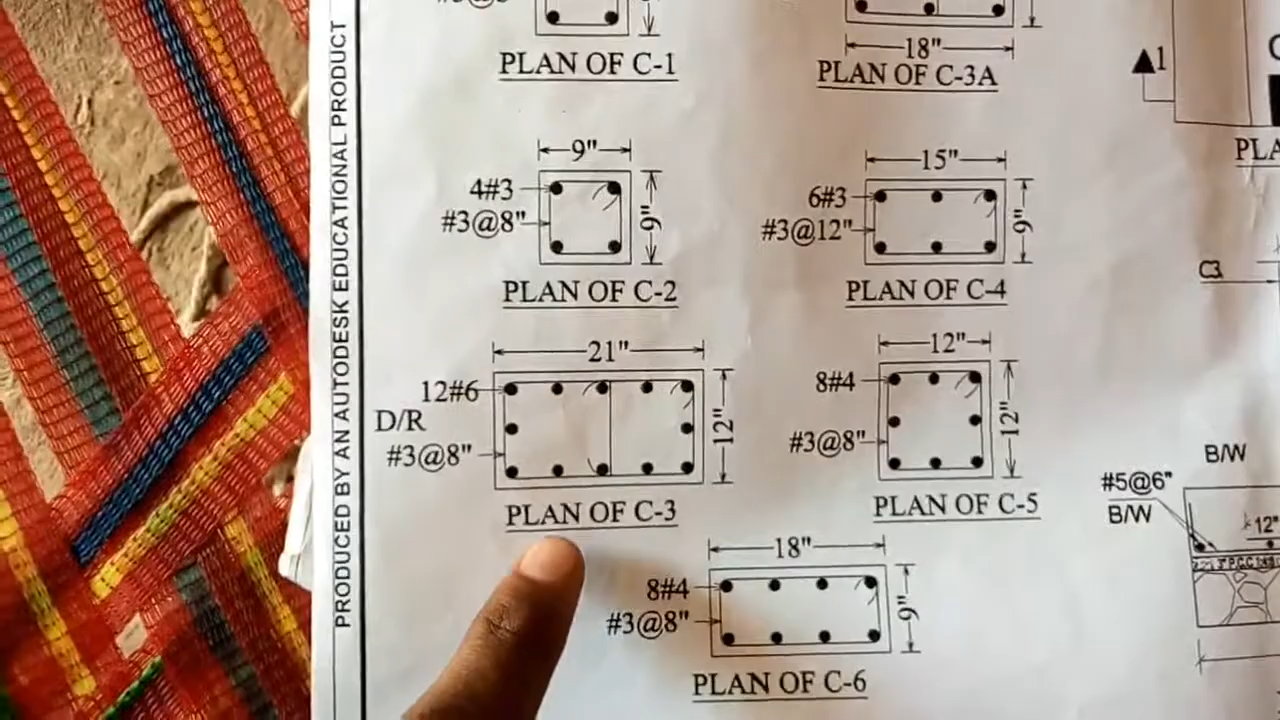 PRODUCED BY AN AUTODESK EDUCATIONAL PRODUCT
PLAN OF C-1
18"
PLAN OF C-3A
1
9"
4#3
#3@8"
9"
PLAN OF C-2
15"
6#3
#3@12"
9"
PLAN OF C-4
C3
21"
12#6
D/R
#3@8"
12"
PLAN OF C-3
12"
8#4
#3@8"
12"
PLAN OF C-5
B/W
#5@6"
B/W
12"
18"
8#4
#3@8"
9"
PLAN OF C-6